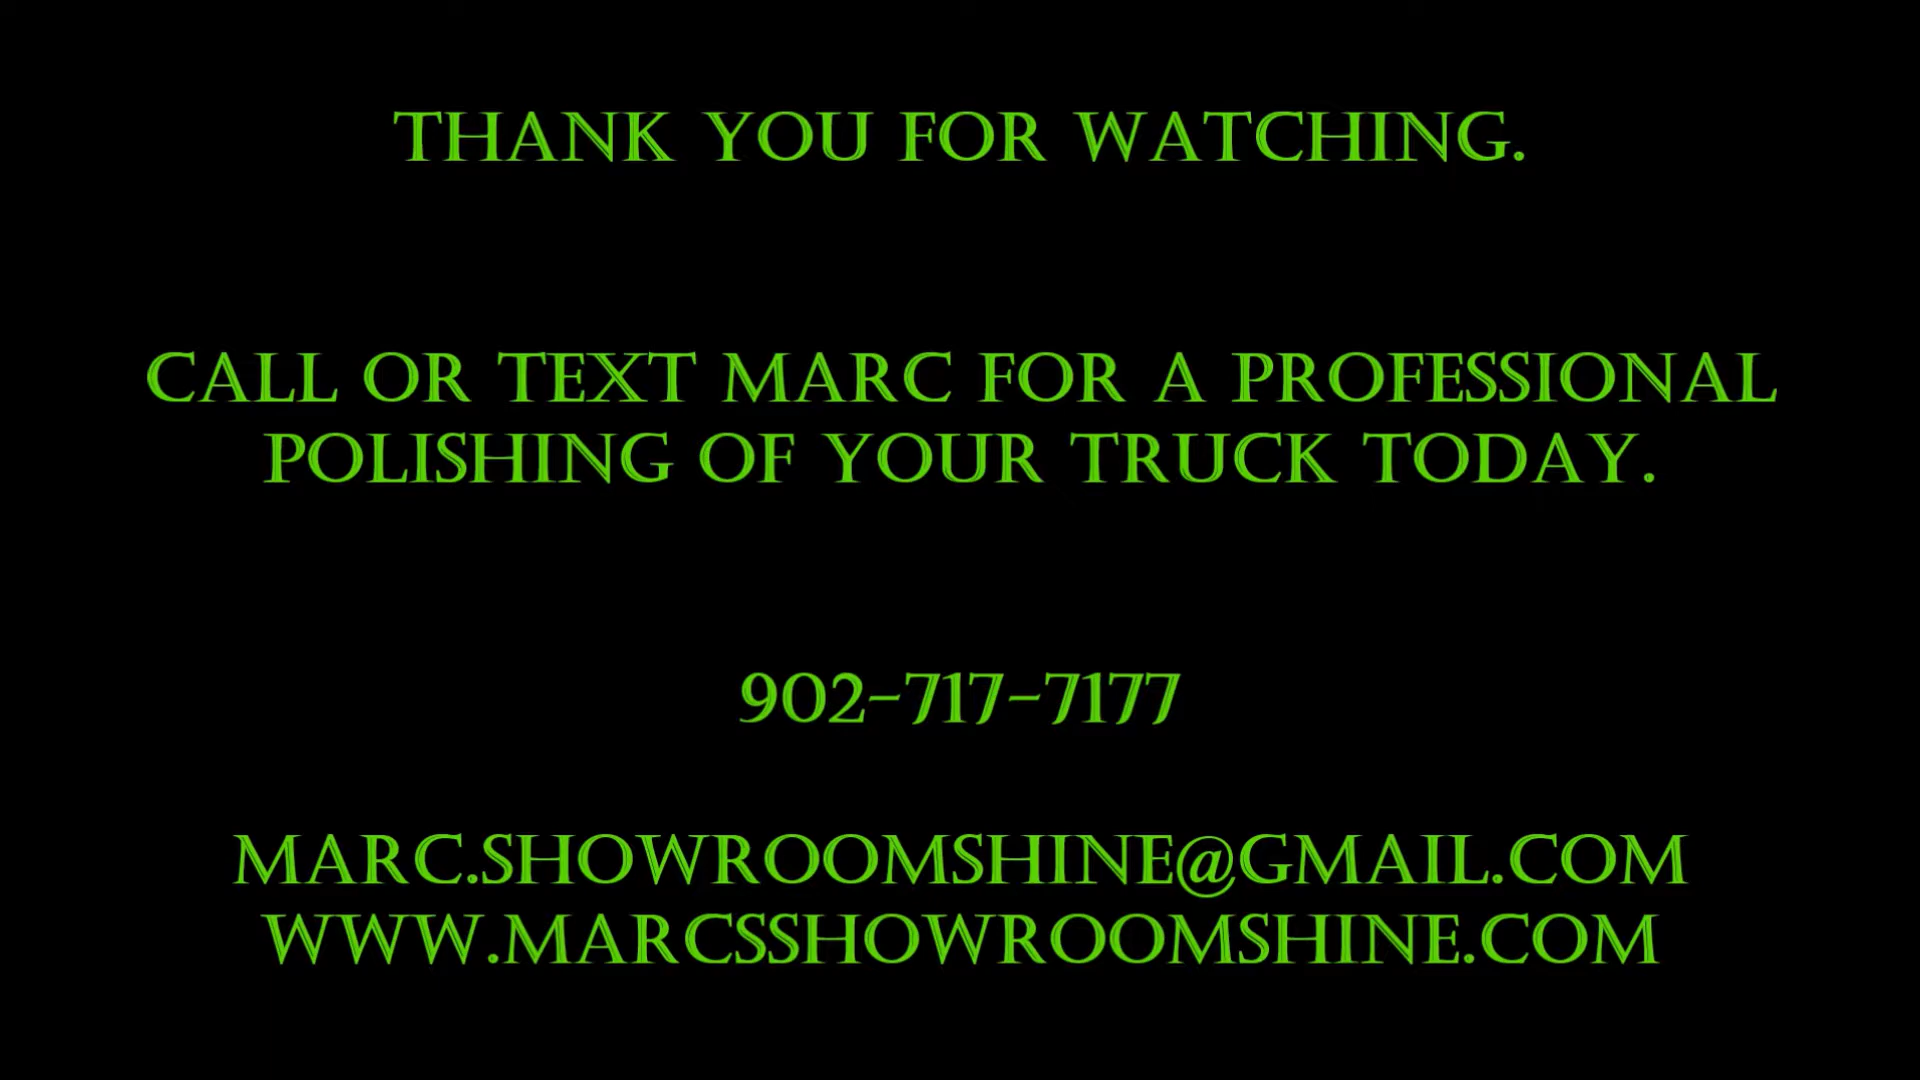 THANK YOU FOR WATCHING.
CALL OR TEXT MARC FOR A PROFESSIONAL
POLISHING OF YOUR TRUCK TODAY.
902-717-7177
MARC.SHOWROOMSHINE@GMAIL.COM
WWW.MARCSSHOWROOMSHINE.COM